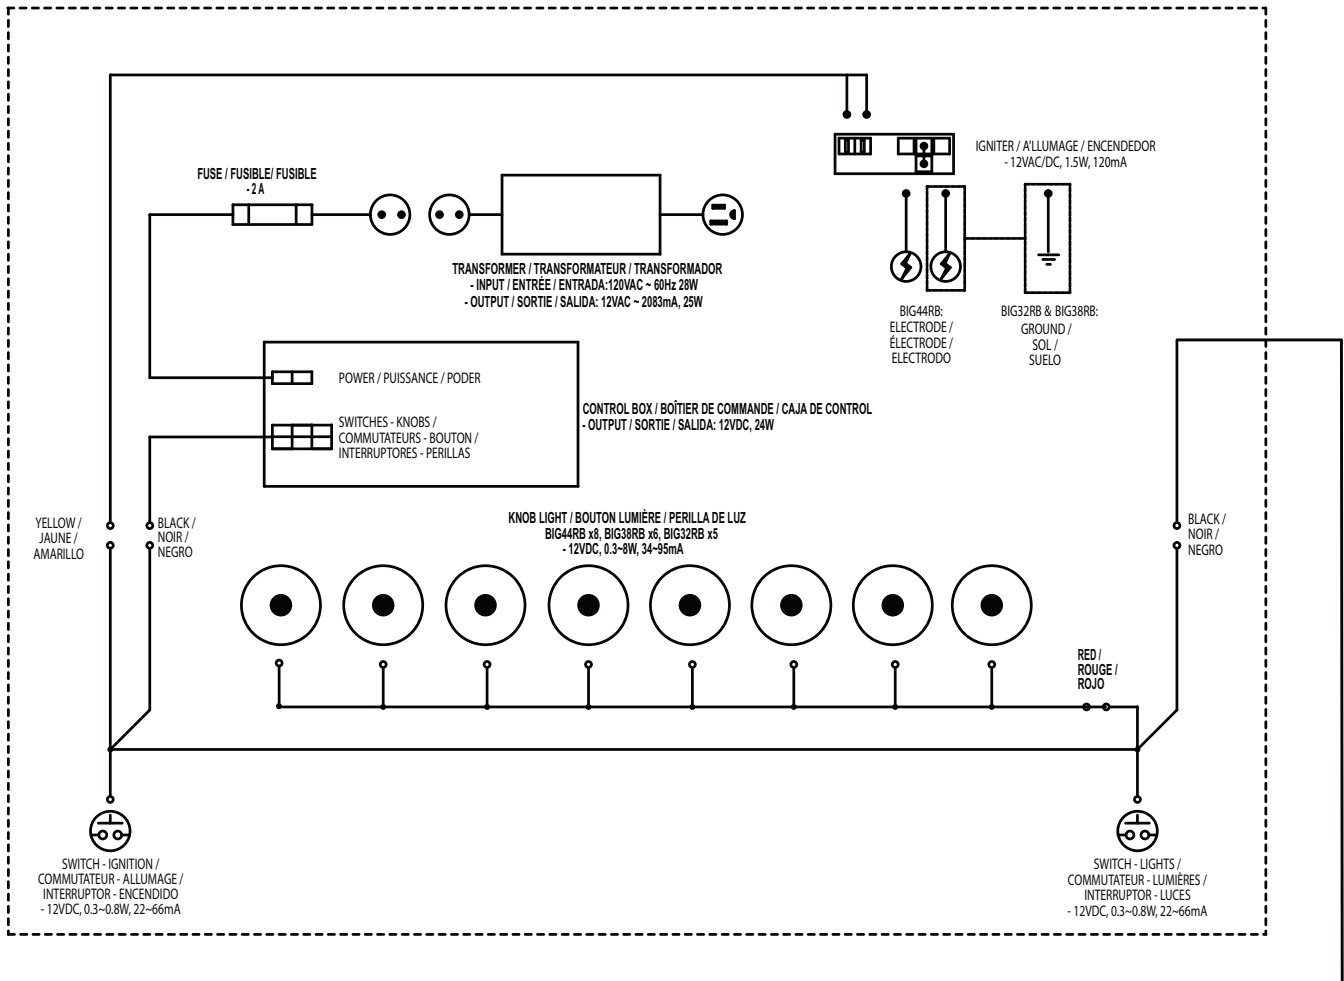 FUSE / FUSIBLE/ FUSIBLE
- 2 A
IGNITER / A'LLUMAGE / ENCENDEDOR
- 12VAC/DC, 1.5W, 120mA
TRANSFORMER / TRANSFORMATEUR / TRANSFORMADOR
- INPUT / ENTRÉE / ENTRADA:120VAC ~ 60Hz 28W
- OUTPUT / SORTIE / SALIDA: 12VAC ~ 2083mA, 25W
BIG44RB:
ELECTRODE /
ÉLECTRODE /
ELECTRODO
BIG32RB & BIG38RB:
GROUND /
SOL /
SUELO
POWER / PUISSANCE / PODER
SWITCHES - KNOBS /
COMMUTATEURS - BOUTON /
INTERRUPTORES - PERILLAS
CONTROL BOX / BOÎTIER DE COMMANDE / CAJA DE CONTROL
- OUTPUT / SORTIE / SALIDA: 12VDC, 24W
YELLOW /
JAUNE /
AMARILLO
BLACK /
NOIR /
NEGRO
KNOB LIGHT / BOUTON LUMIÈRE / PERILLA DE LUZ
BIG44RB x8, BIG38RB x6, BIG32RB x5
- 12VDC, 0.3~8W, 34~95mA
BLACK /
NOIR /
NEGRO
RED /
ROUGE /
ROJO
SWITCH - IGNITION /
COMMUTATEUR - ALLUMAGE /
INTERRUPTOR - ENCENDIDO
- 12VDC, 0.3~0.8W, 22~66mA
SWITCH - LIGHTS /
COMMUTATEUR - LUMIÈRES /
INTERRUPTOR - LUCES
- 12VDC, 0.3~0.8W, 22~66mA